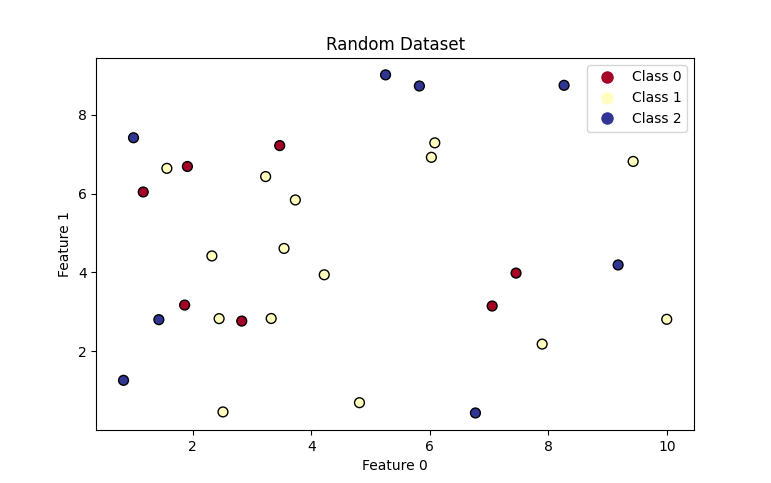 Random Dataset
Class 0
Class 1
Class 2
8
6
4
2
Feature 1
2 4 6 8 10
Feature 0